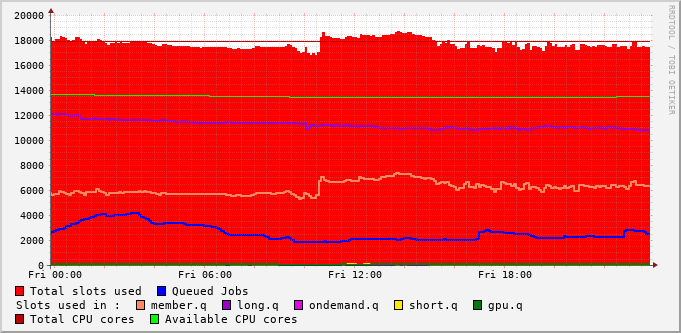 20000
18000
16000
14000
12000
10000
8000
6000
4000
2000
0
Fri 00:00 Fri 06:00 Fri 12:00 Fri 18:00
RRDTOOL / TOBI OETIKER
Total slots used Queued Jobs
Slots used in : member.q long.q ondemand.q short.q gpu.q
Total CPU cores Available CPU cores